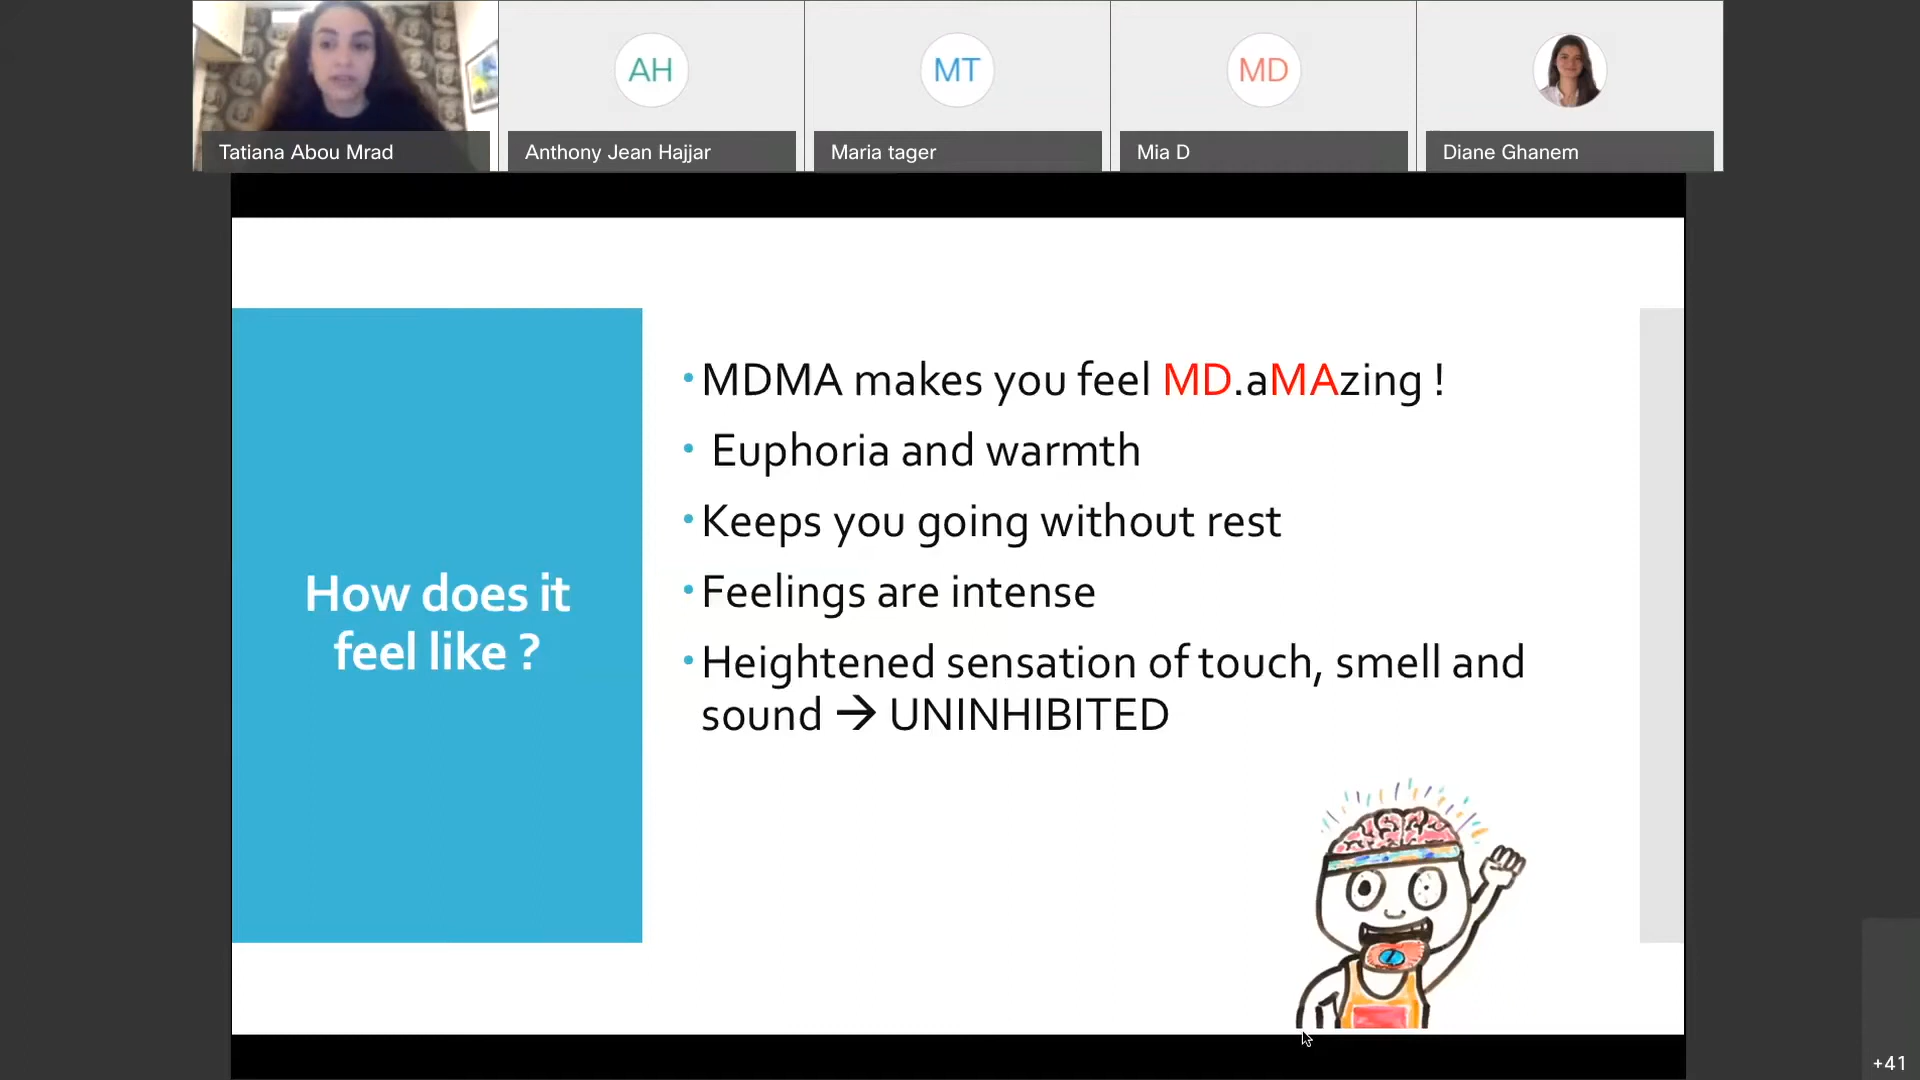 AH
MT
MD
Tatiana Abou Mrad
Anthony Jean Hajjar
Maria tager
Mia D
Diane Ghanem
How does it
feel like ?
•MDMA makes you feel MD.aMAzing !
• Euphoria and warmth
•Keeps you going without rest
•Feelings are intense
•Heightened sensation of touch, smell and
sound → UNINHIBITED
+41